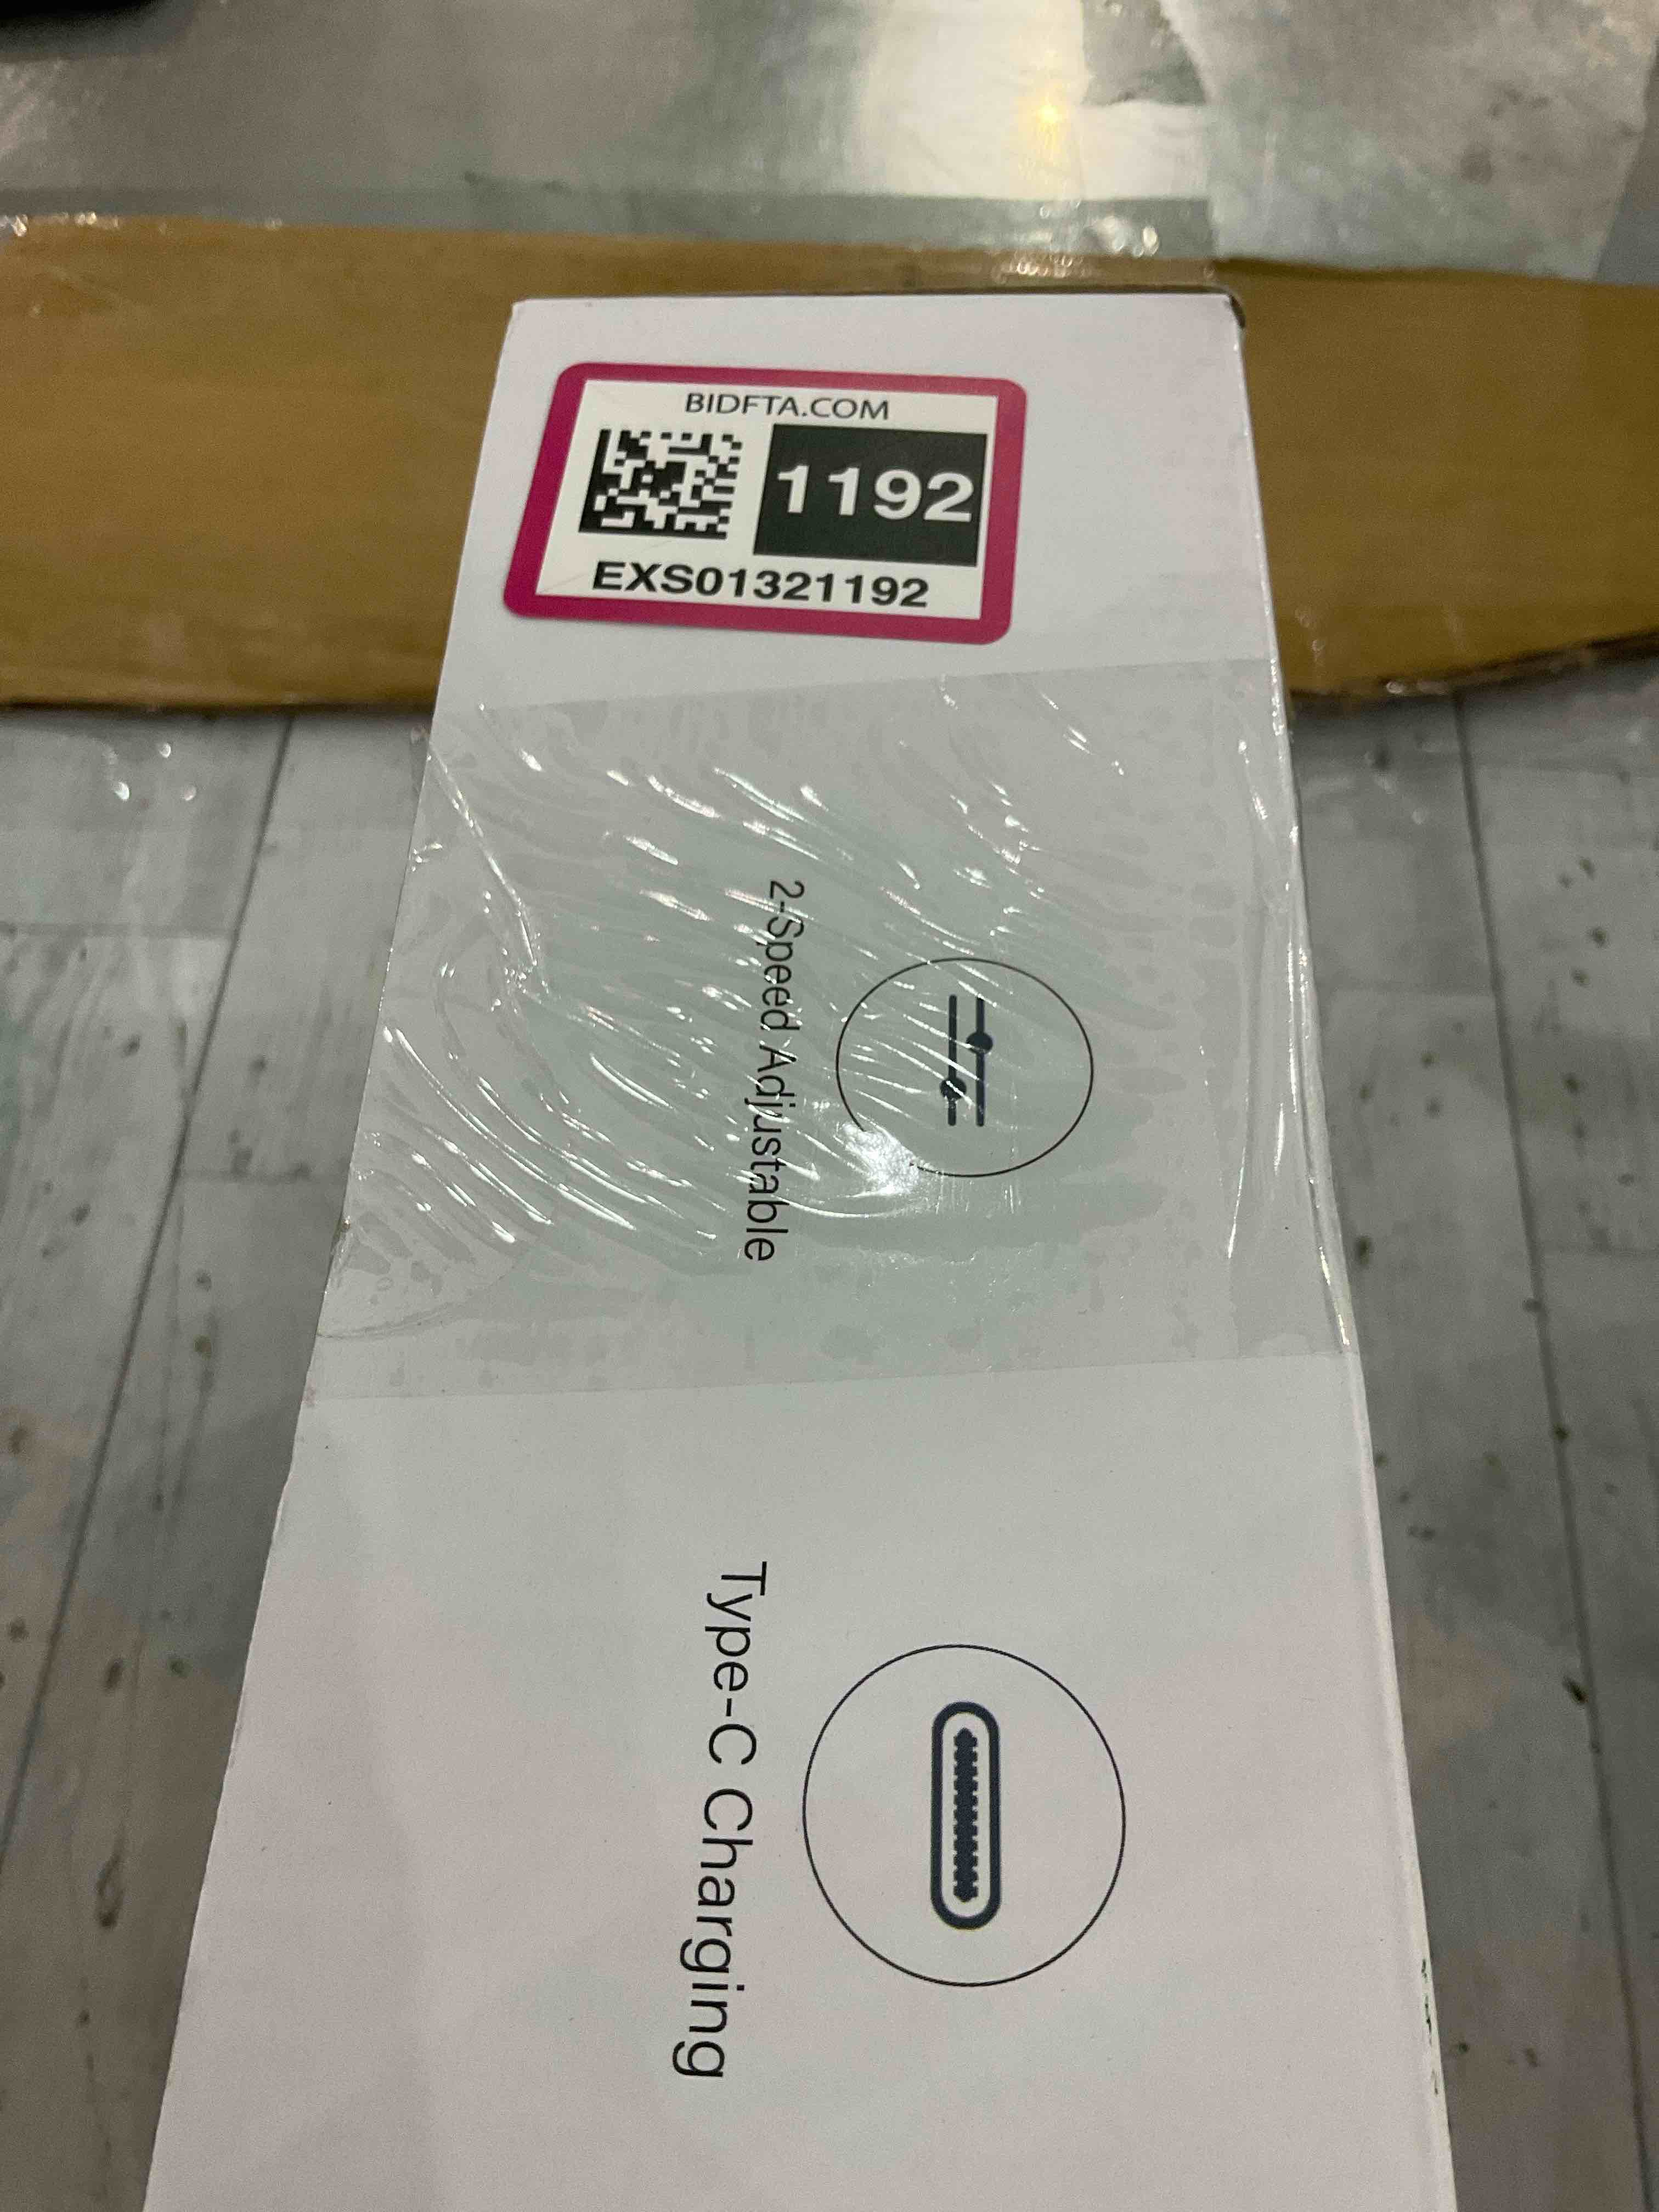 BIDFTA.COM
1192
EXS01321192
2-Speed Adjustable
Type-C Charging